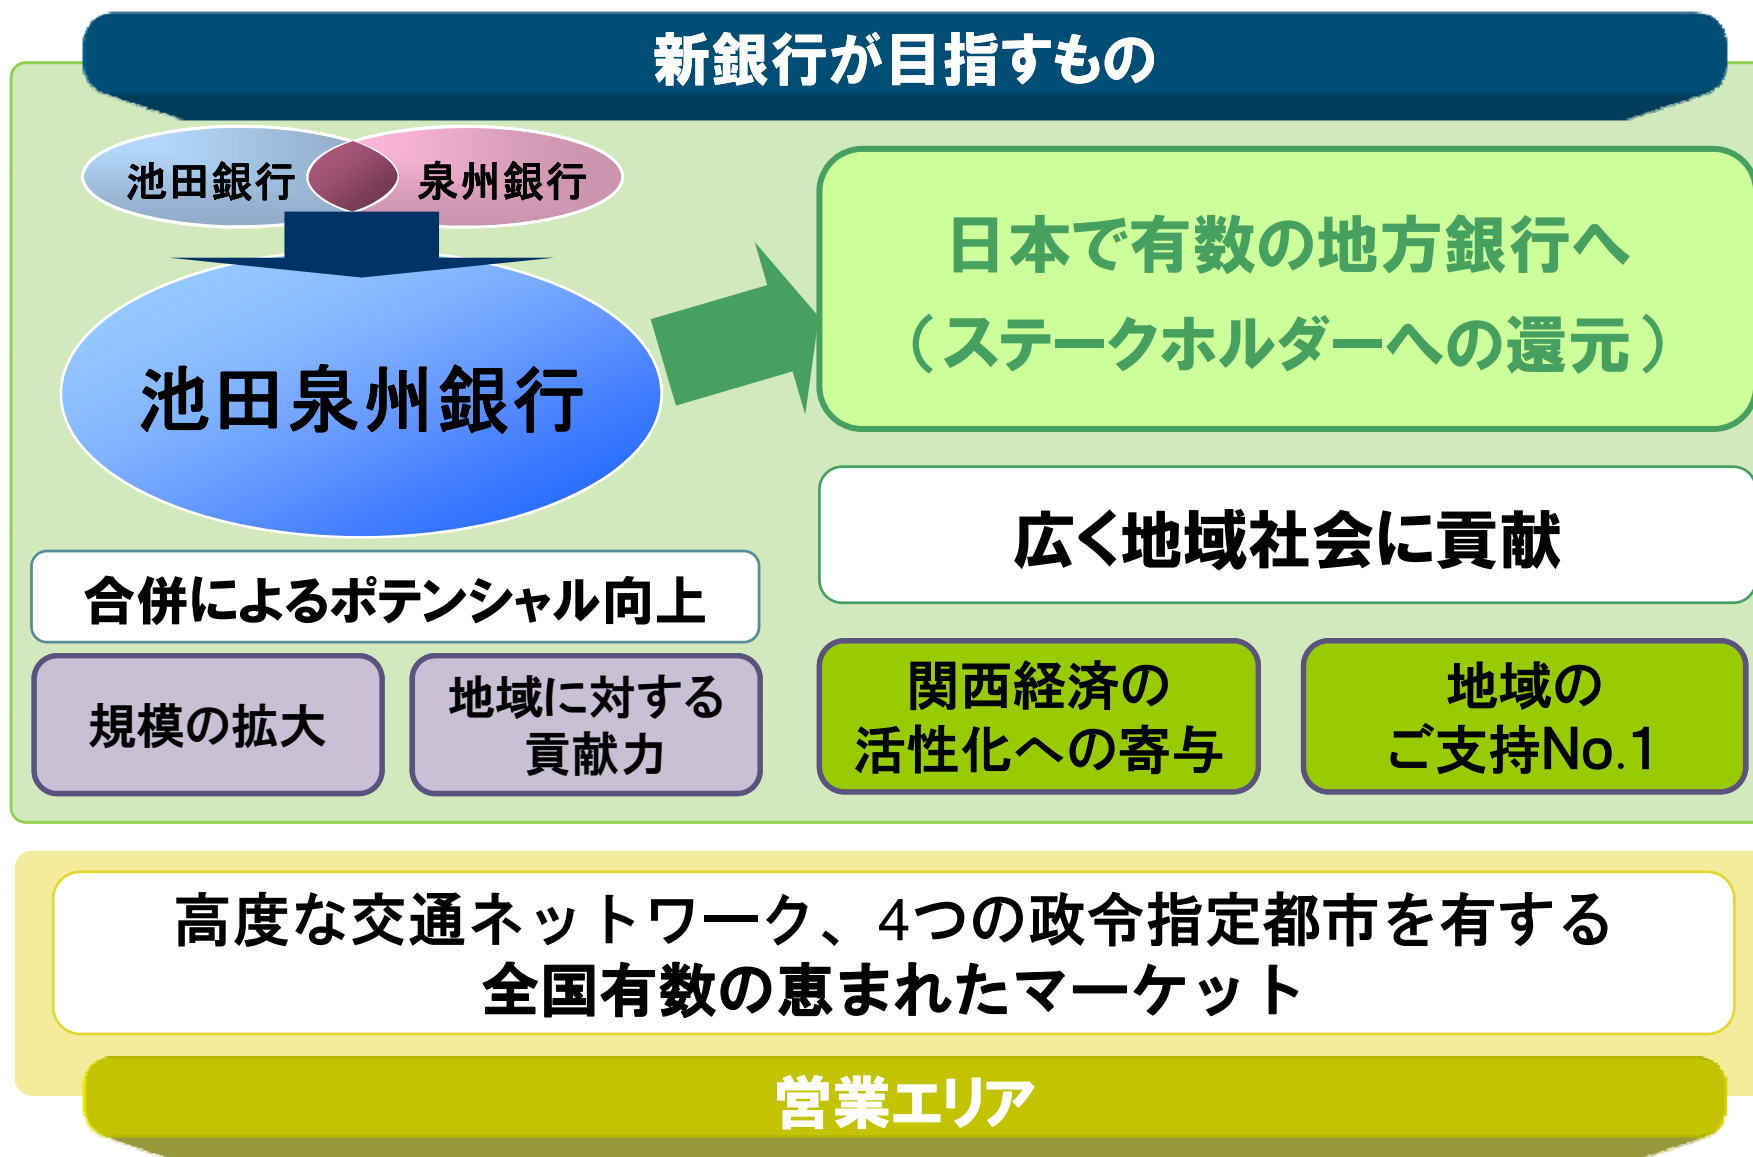 新銀行が目指すもの
池田銀行
泉州銀行
池田泉州銀行
日本で有数の地方銀行へ
（ステークホルダーへの還元）
広く地域社会に貢献
合併によるポテンシャル向上
規模の拡大
地域に対する
貢献力
関西経済の
活性化への寄与
地域の
ご支持No.1
高度な交通ネットワーク、4つの政令指定都市を有する
全国有数の恵まれたマーケット
営業エリア